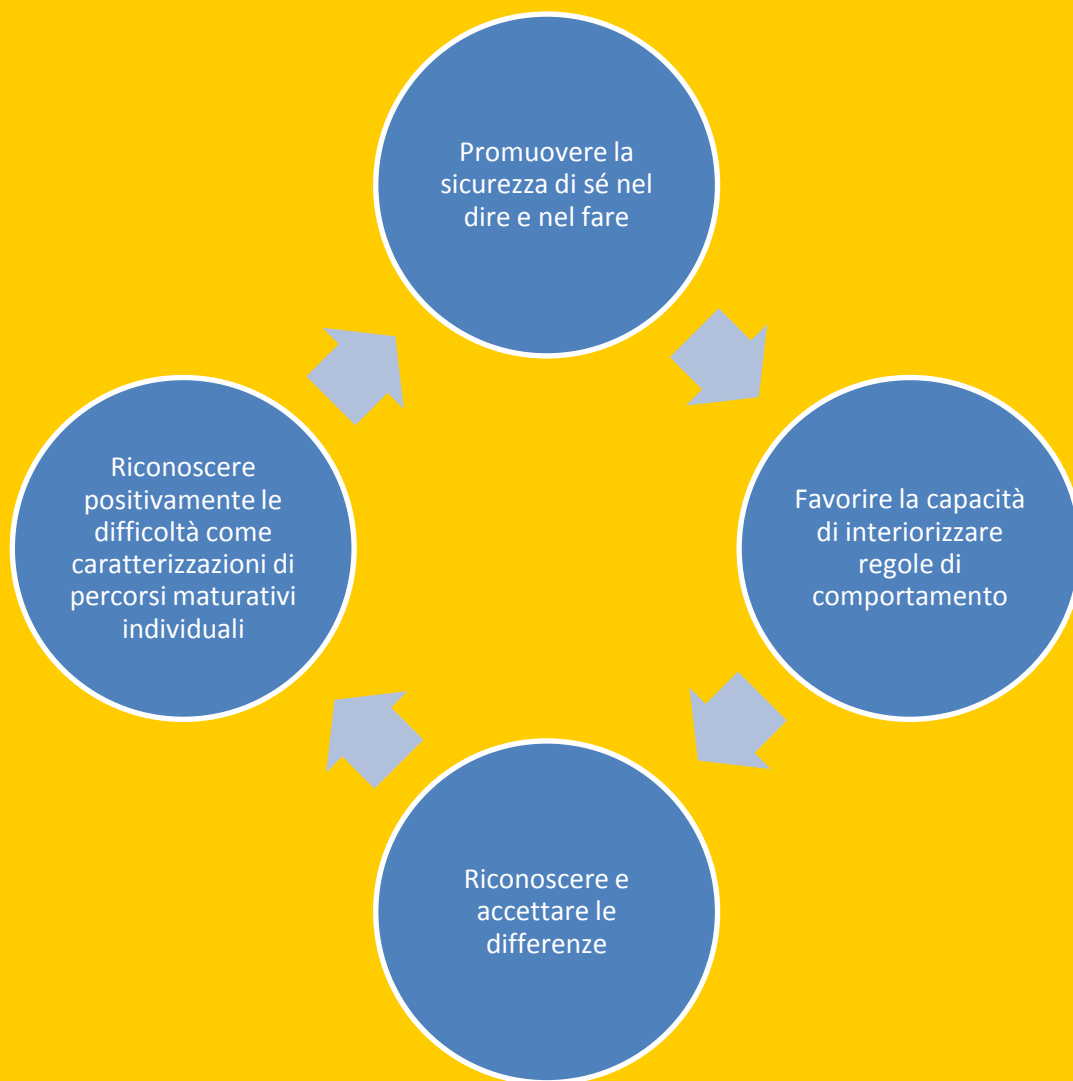 Promuovere la
sicurezza di sé nel
dire e nel fare
Favorire la capacità
di interiorizzare
regole di
comportamento
Riconoscere e
accettare le
differenze
Riconoscere
positivamente le
difficoltà come
caratterizzazioni di
percorsi maturativi
individuali